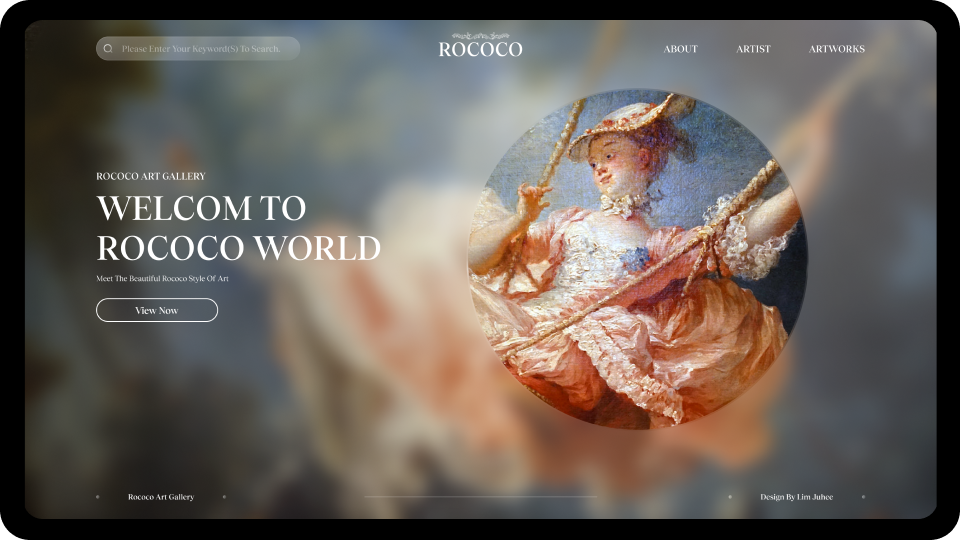 Please Enter Your Keyword(S) To Search.
ROCOCO
ABOUT
ARTIST
ARTWORKS
ROCOCO ART GALLERY
WELCOM TO
ROCOCO WORLD
Meet The Beautiful Rococo Style Of Art
View Now
Rococo Art Gallery
Design By Lim Juhee